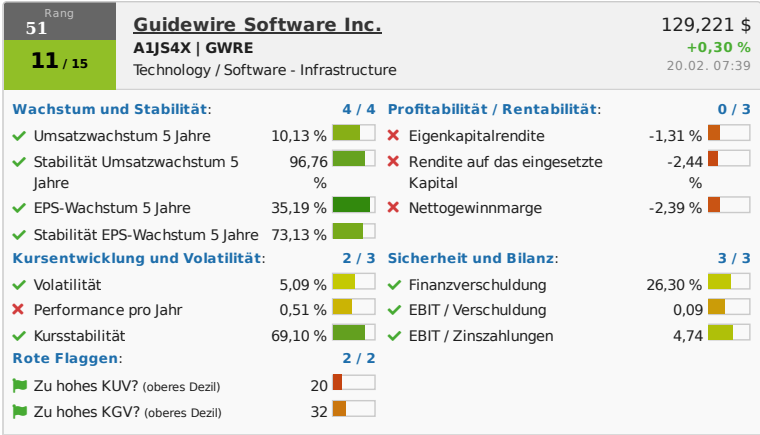 Rang
51
11 / 15
Guidewire Software Inc.
A1JS4X | GWRE
Technology / Software - Infrastructure
129,221 $
+0,30 %
20.02. 07:39
Wachstum und Stabilität: 4 / 4
Umsatzwachstum 5 Jahre 10,13 %
Stabilität Umsatzwachstum 5 96,76
Jahre %
EPS-Wachstum 5 Jahre 35,19 %
Stabilität EPS-Wachstum 5 Jahre 73,13 %
Profitabilität / Rentabilität: 0 / 3
Eigenkapitalrendite -1,31 %
Rendite auf das eingesetzte -2,44
Kapital %
Nettogewinnmarge -2,39 %
Kursentwicklung und Volatilität: 2 / 3
Volatilität 5,09 %
Performance pro Jahr 0,51 %
Kursstabilität 69,10 %
Sicherheit und Bilanz: 3 / 3
Finanzverschuldung 26,30 %
EBIT / Verschuldung 0,09
EBIT / Zinszahlungen 4,74
Rote Flaggen: 2 / 2
Zu hohes KUV? (oberes Dezil) 20
Zu hohes KGV? (oberes Dezil) 32